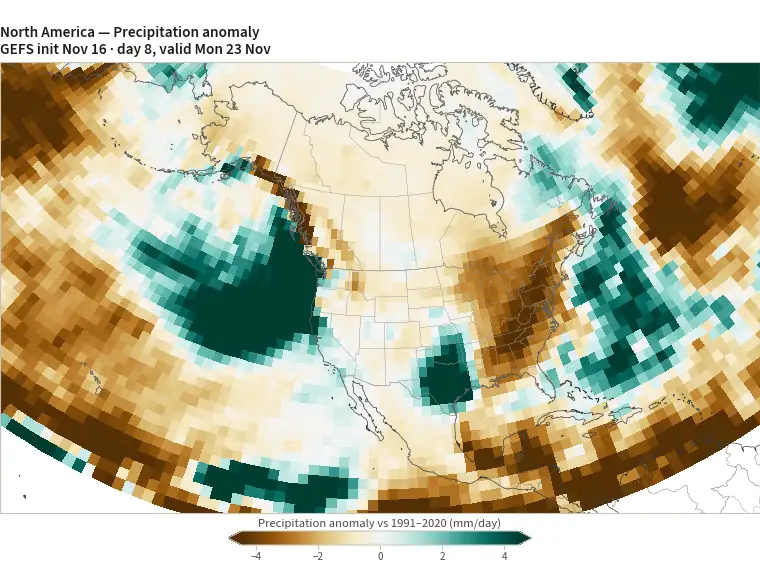 North America — Precipitation anomaly
GEFS init Nov 16 · day 8, valid Mon 23 Nov
Precipitation anomaly vs 1991–2020 (mm/day)
−4 −2 0 2 4